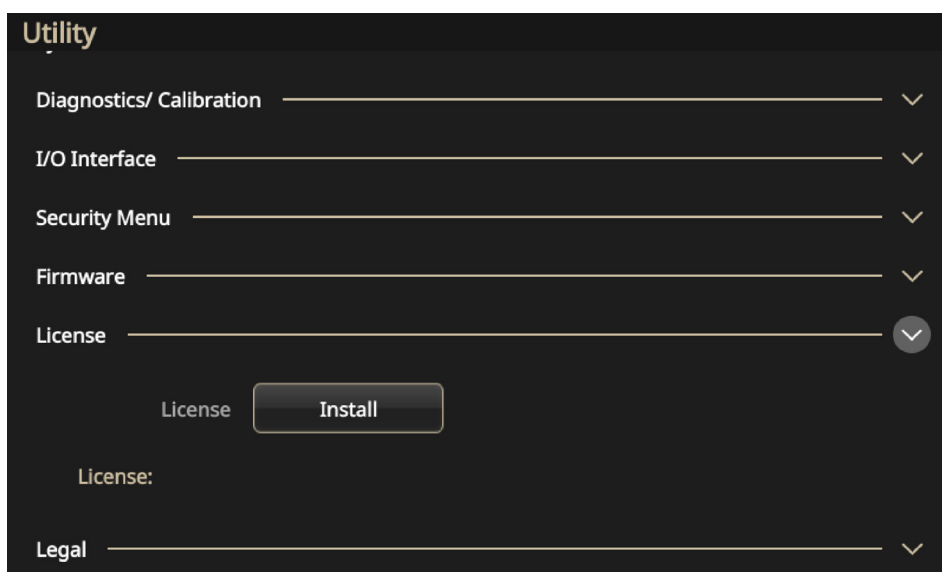 Utility
Diagnostics/ Calibration
I/O Interface
Security Menu
Firmware
License
License Install
License:
Legal